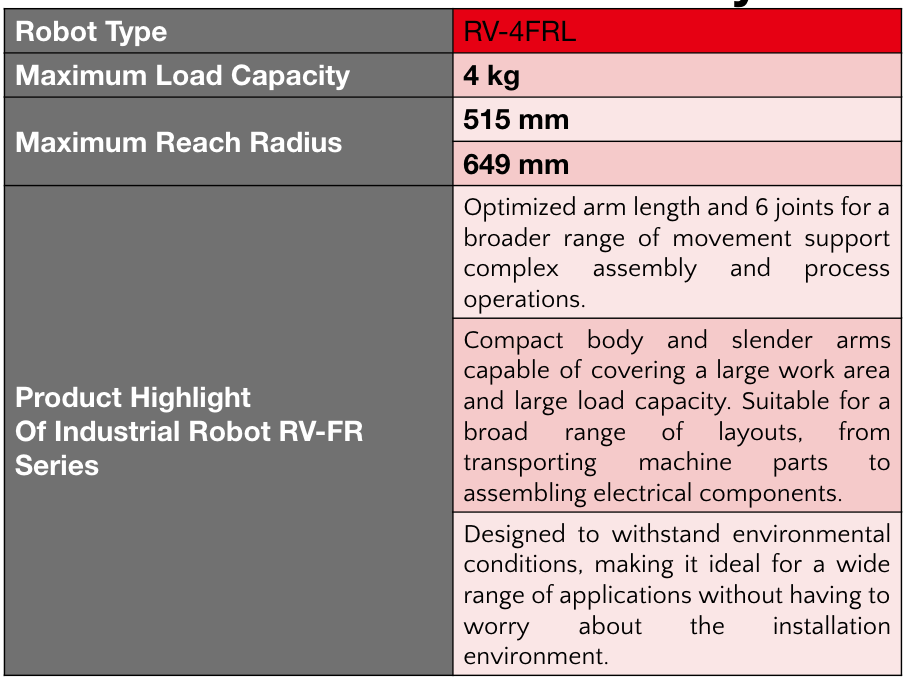 Robot Type
RV-4FRL
Maximum Load Capacity
4 kg
Maximum Reach Radius
515 mm
649 mm
Product Highlight
Of Industrial Robot RV-FR
Series
Optimized arm length and 6 joints for a
broader range of movement support
complex assembly and process
operations.
Compact body and slender arms
capable of covering a large work area
and large load capacity. Suitable for a
broad range of layouts, from
transporting machine parts to
assembling electrical components.
Designed to withstand environmental
conditions, making it ideal for a wide
range of applications without having to
worry about the installation
environment.